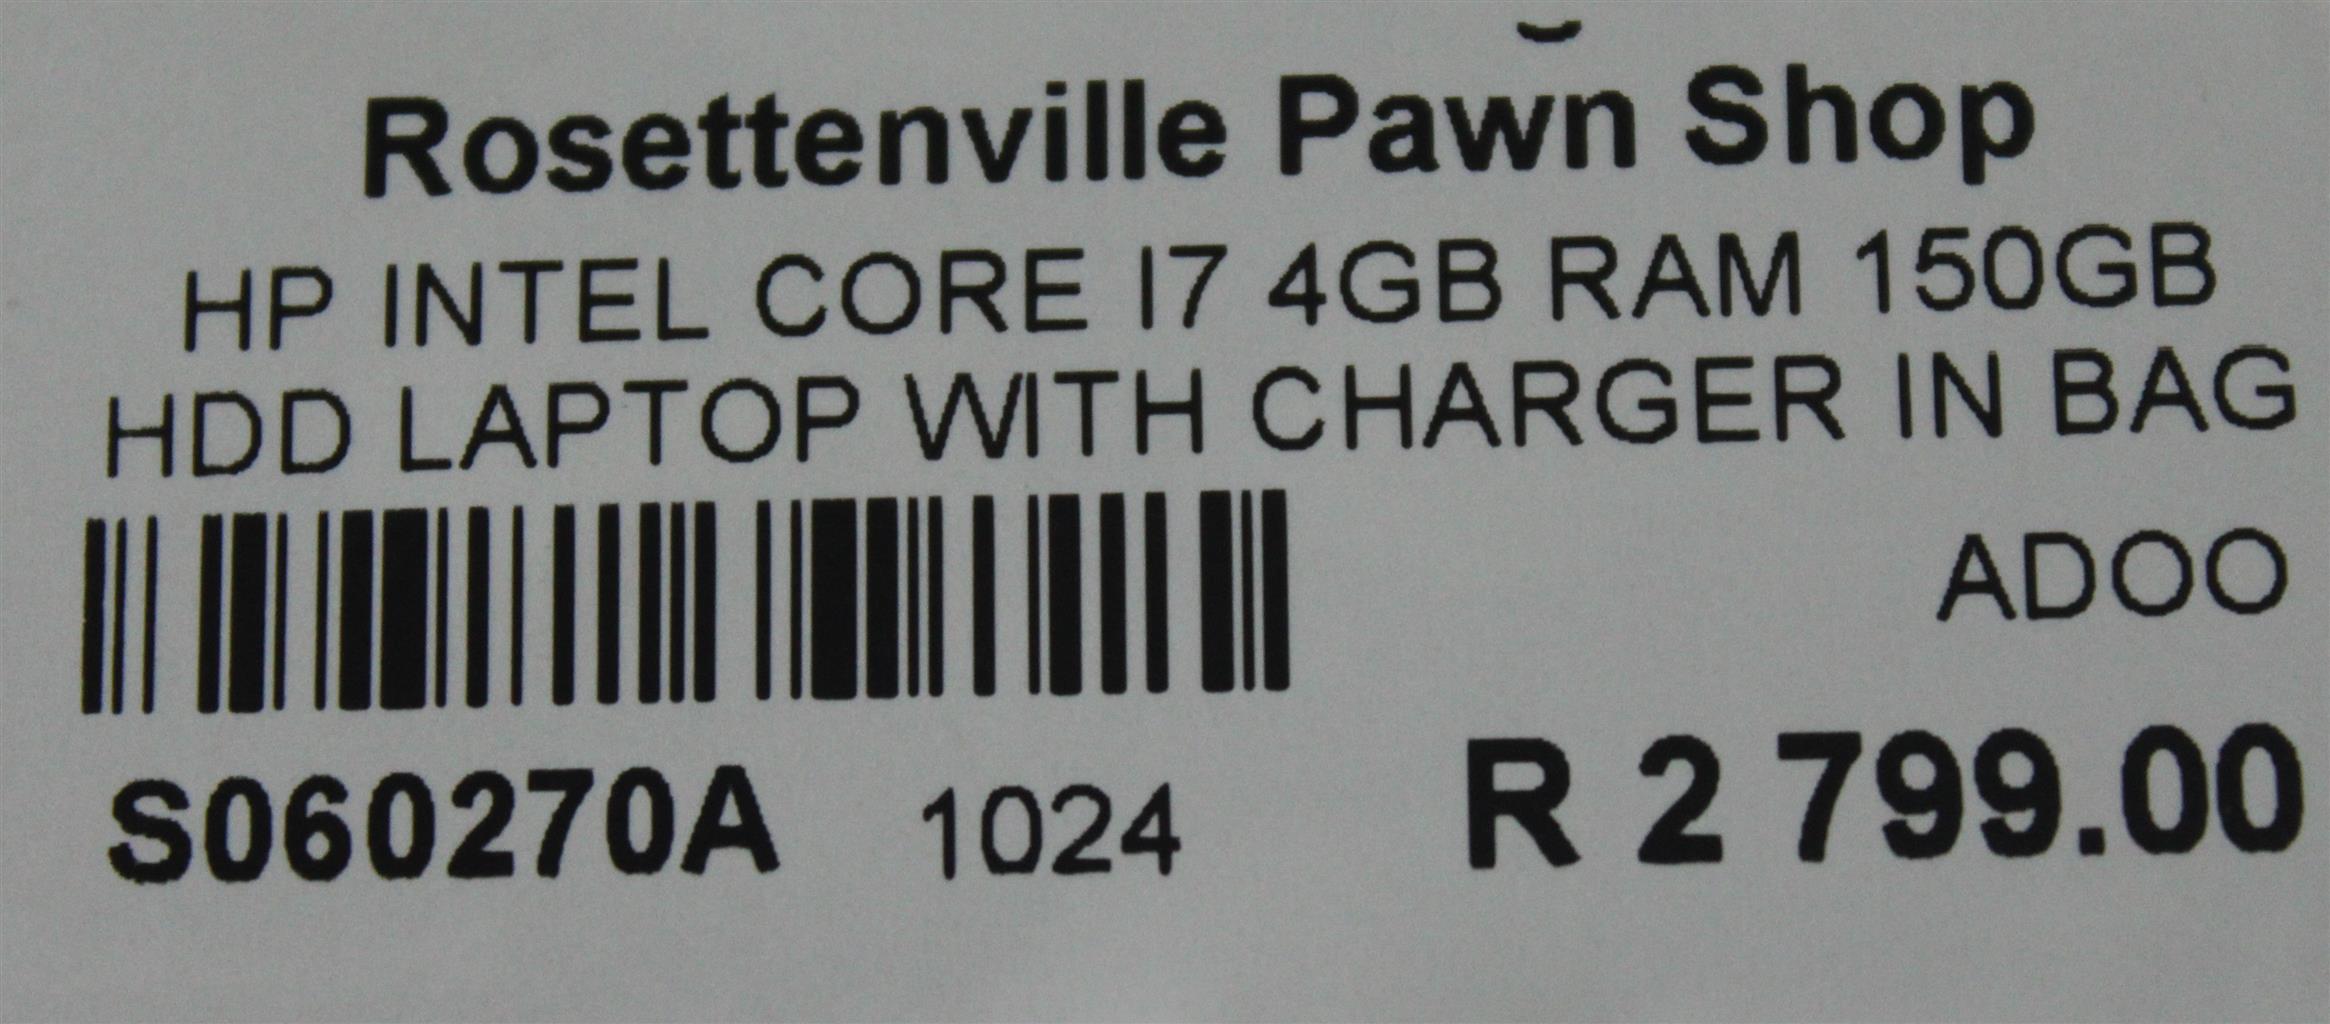 Rosettenville Pawn Shop
HP INTEL CORE I7 4GB RAM 150GB
HDD LAPTOP WITH CHARGER IN BAG
ADOO
S060270A 1024 R 2 799.00